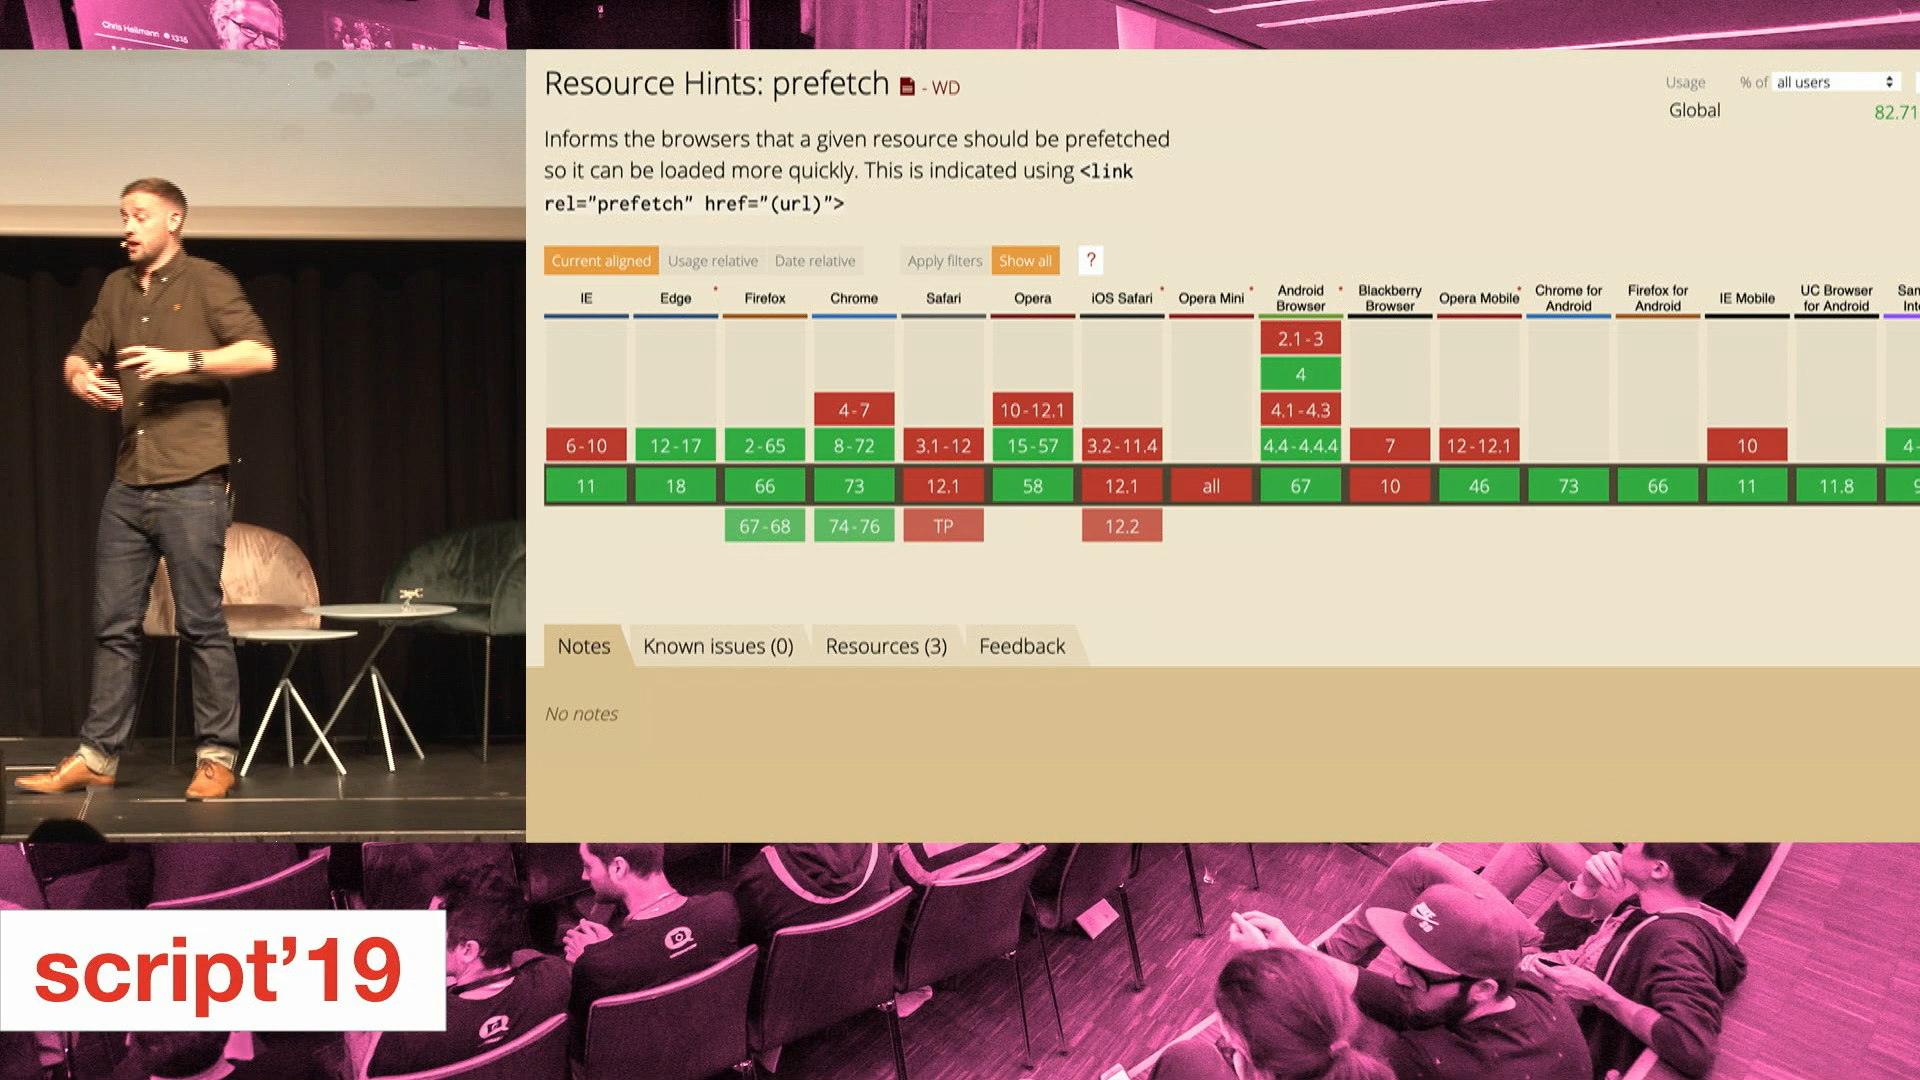 Chris Heilmann 13:15
Resource Hints: prefetch - WD
Usage % of all users
Global 82.71
Informs the browsers that a given resource should be prefetched
so it can be loaded more quickly. This is indicated using <link
rel="prefetch" href="(url)">
Current aligned Usage relative Date relative Apply filters Show all ?
IE Edge * Firefox Chrome Safari Opera iOS Safari * Opera Mini * Android Browser * Blackberry Browser Opera Mobile * Chrome for Android Firefox for Android IE Mobile UC Browser for Android
2.1-3
4
4-7 10-12.1 4.1-4.3
6-10 12-17 2-65 8-72 3.1-12 15-57 3.2-11.4 4.4-4.4.4 7 12-12.1 10 4-
11 18 66 73 12.1 58 12.1 all 67 10 46 73 66 11 11.8
67-68 74-76 TP 12.2
Notes Known issues (0) Resources (3) Feedback
No notes
script'19